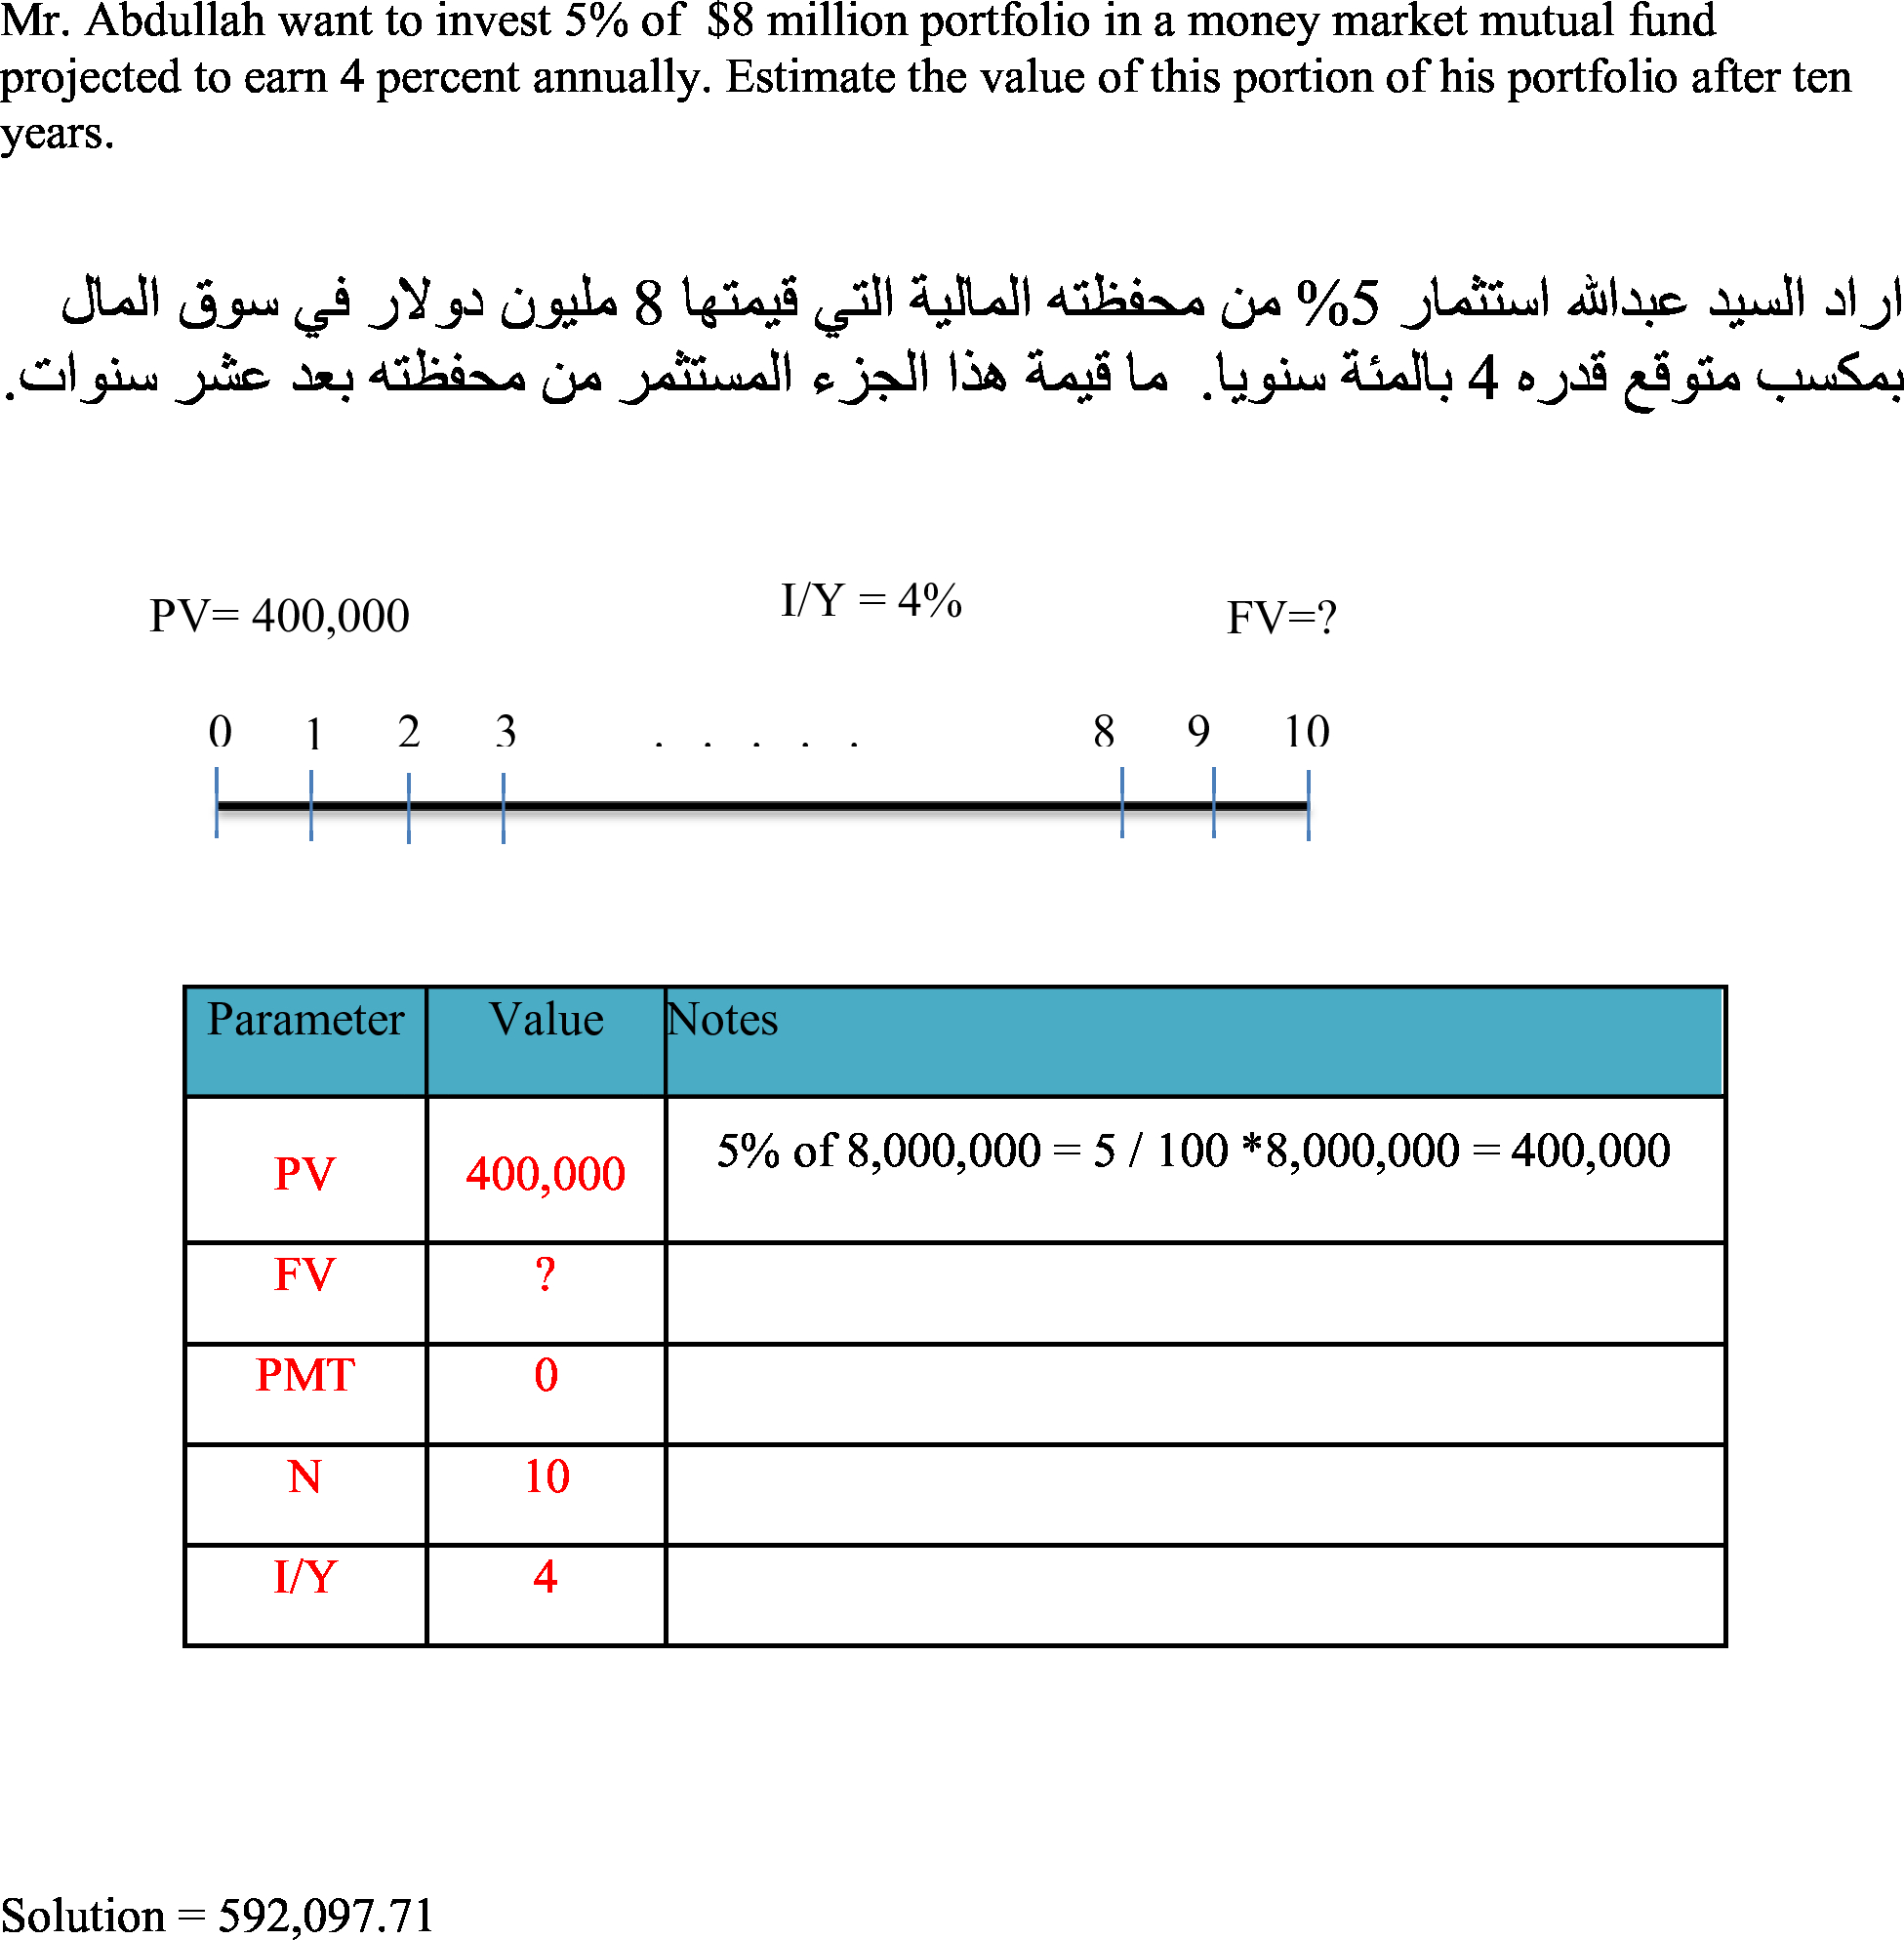 Mr. Abdullah want to invest 5% of  $8 million portfolio in a money market mutual fund
projected to earn 4 percent annually. Estimate the value of this portion of his portfolio after ten
years.
اراد السيد عبدالله استثمار 5% من محفظته المالية التي قيمتها 8 مليون دولار في سوق المال
بمكسب متوقع قدره 4 بالمئة سنويا.  ما قيمة هذا الجزء المستثمر من محفظته بعد عشر سنوات.
PV= 400,000 I/Y = 4% FV=?
0 1 2 3 . . . . . 8 9 10
Parameter Value Notes
PV 400,000 5% of 8,000,000 = 5 / 100 *8,000,000 = 400,000
FV ?
PMT 0
N 10
I/Y 4
Solution = 592,097.71